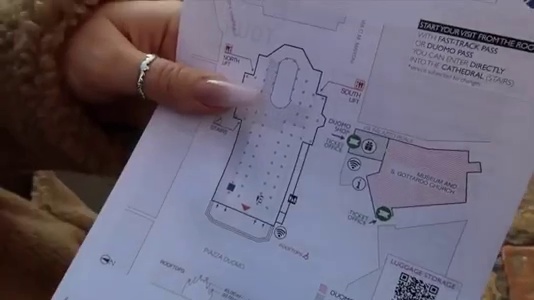 START YOUR VISIT FROM THE ROO
WITH FAST-TRACK PASS
OR DUOMO PASS
YOU CAN ENTER DIRECTLY
INTO THE CATHEDRAL (STAIRS)
NORTH
LIFT
STAIRS
SOUTH
LIFT
DUOMO
SHOP
TICKET
OFFICE
MUSEUM AND
S. GOTTARDO CHURCH
TICKET
OFFICE
PIAZZA DUOMO
ROOFTOPS
LUGGAGE STORAGE
DUOMO